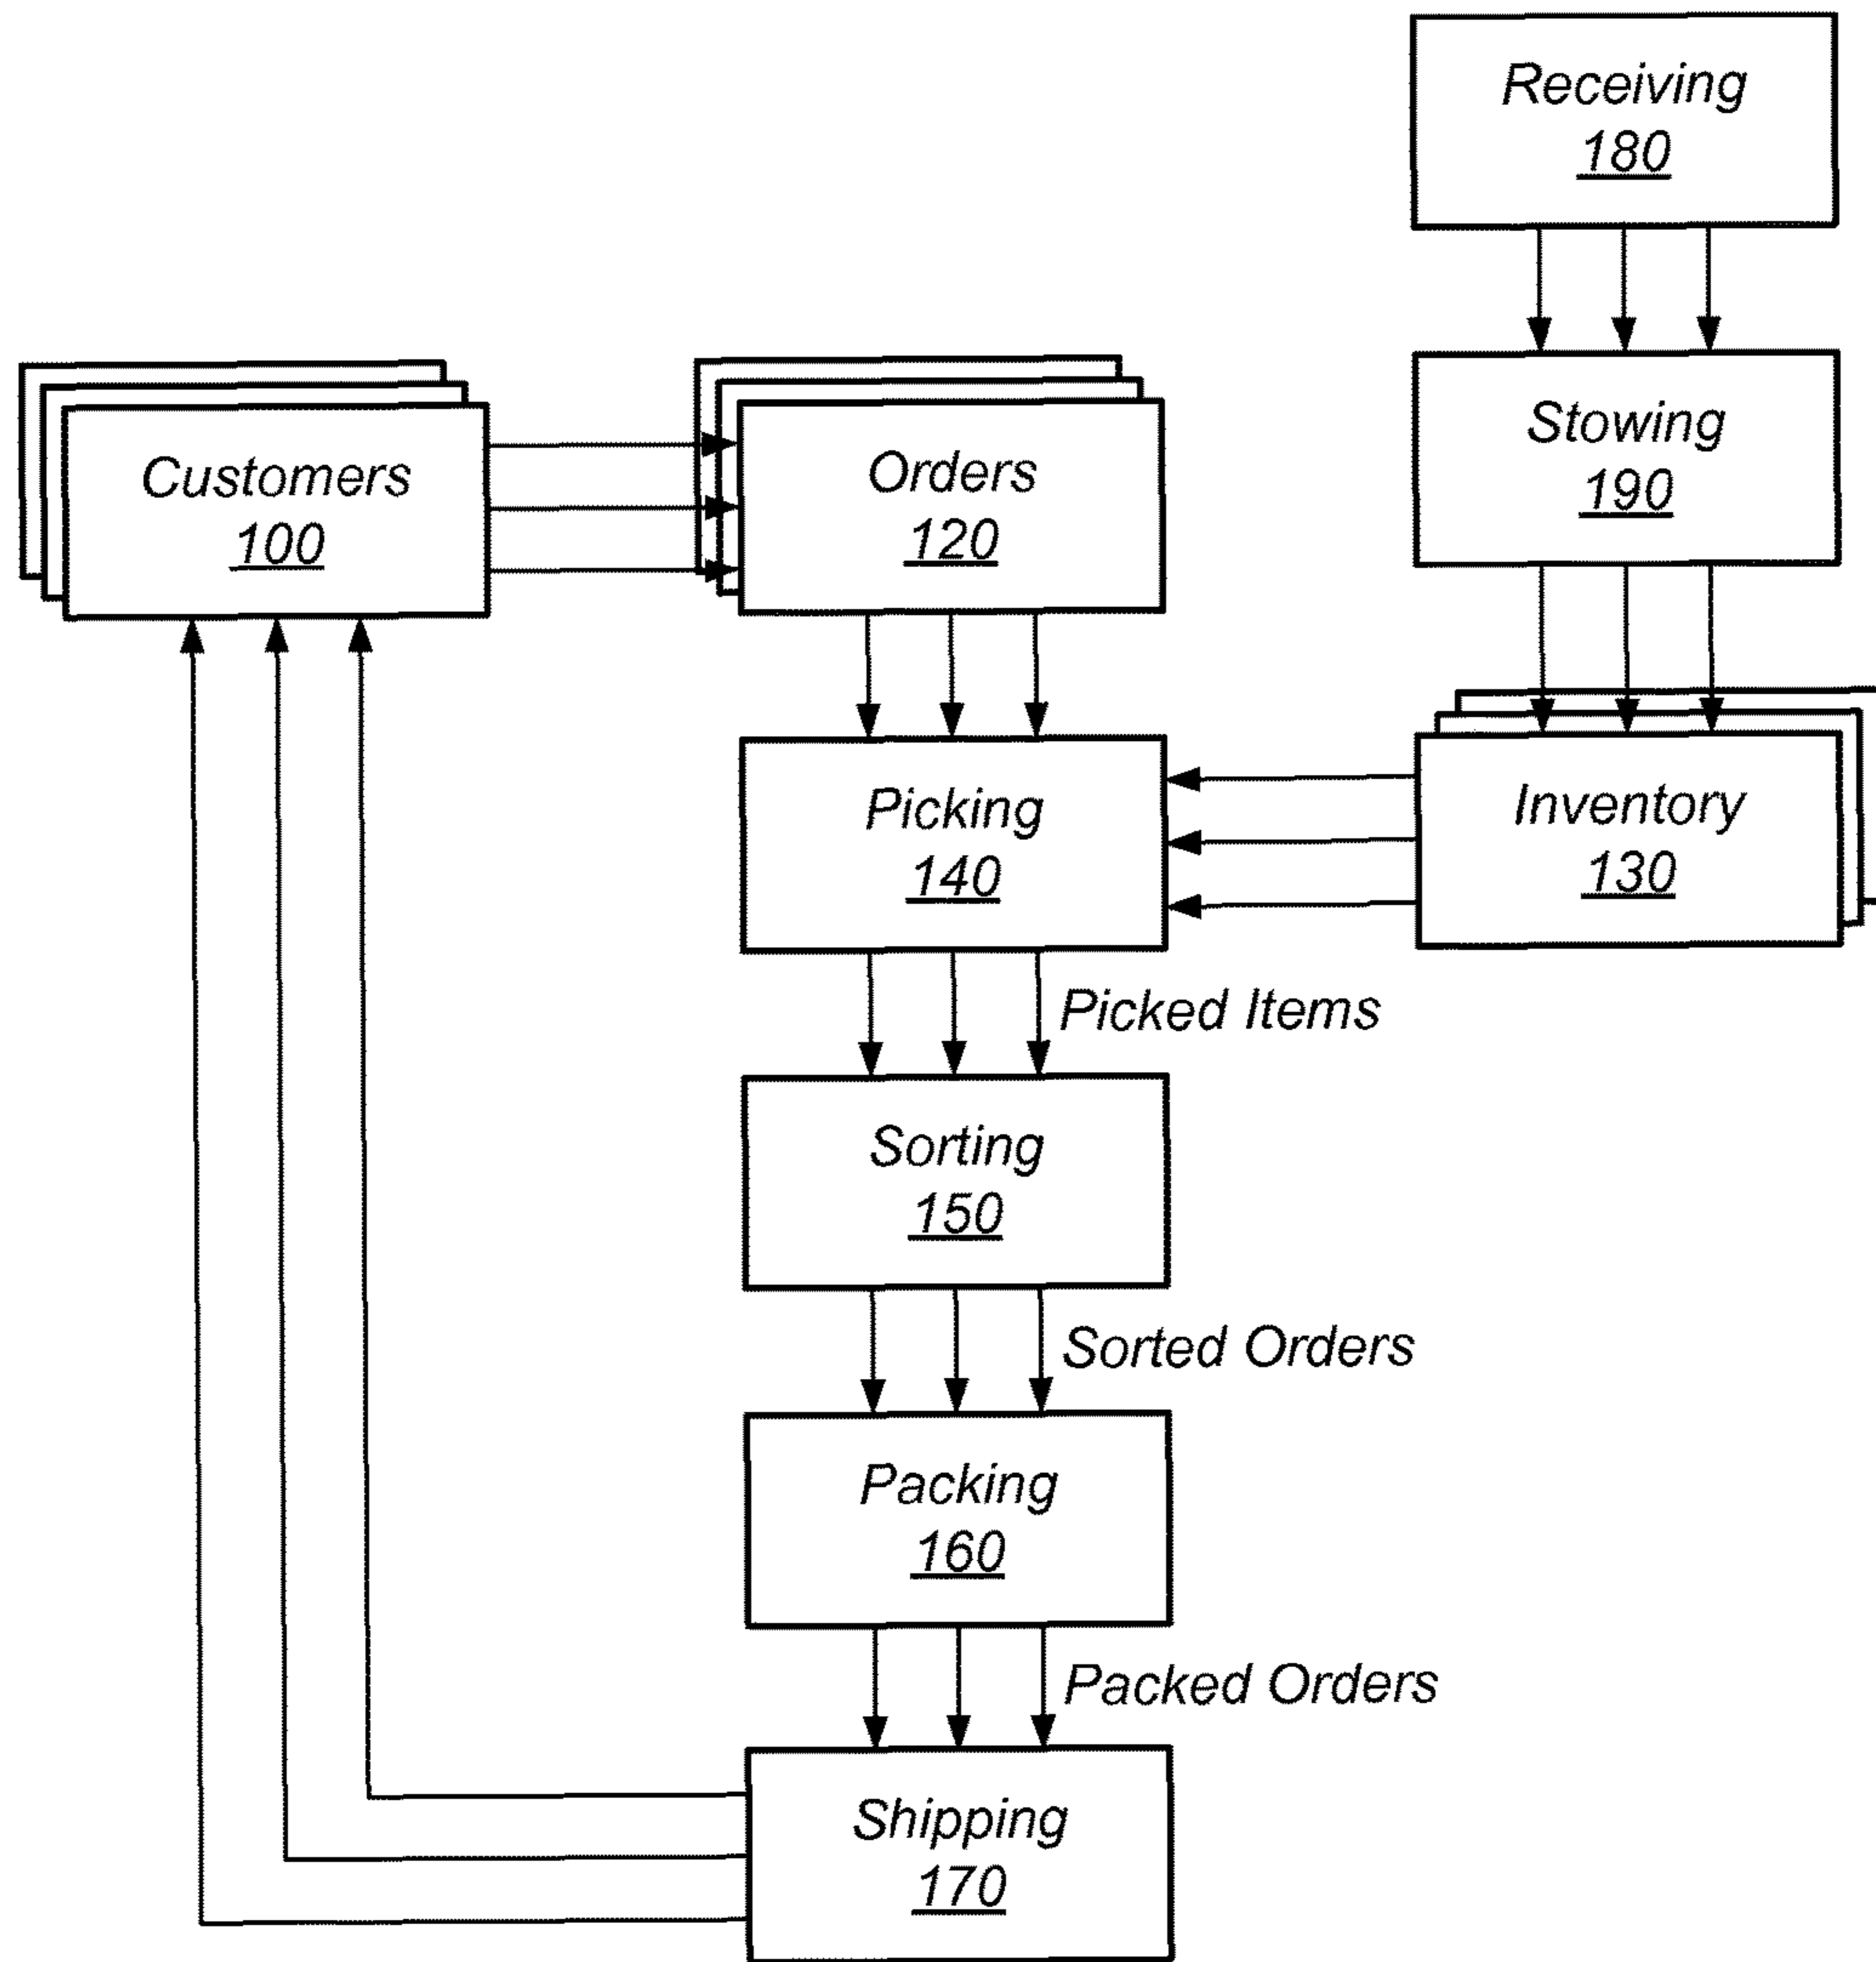 Receiving
180
Customers
100
Orders
120
Stowing
190
Picking
140
Inventory
130
Picked Items
Sorting
150
Sorted Orders
Packing
160
Packed Orders
Shipping
170